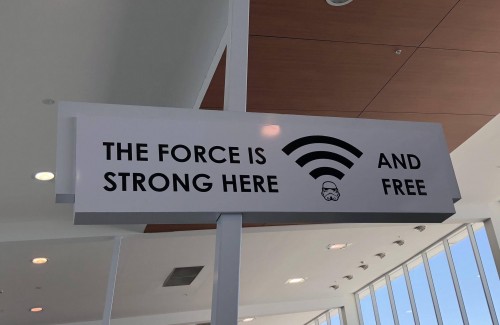 THE FORCE IS
STRONG HERE
AND
FREE